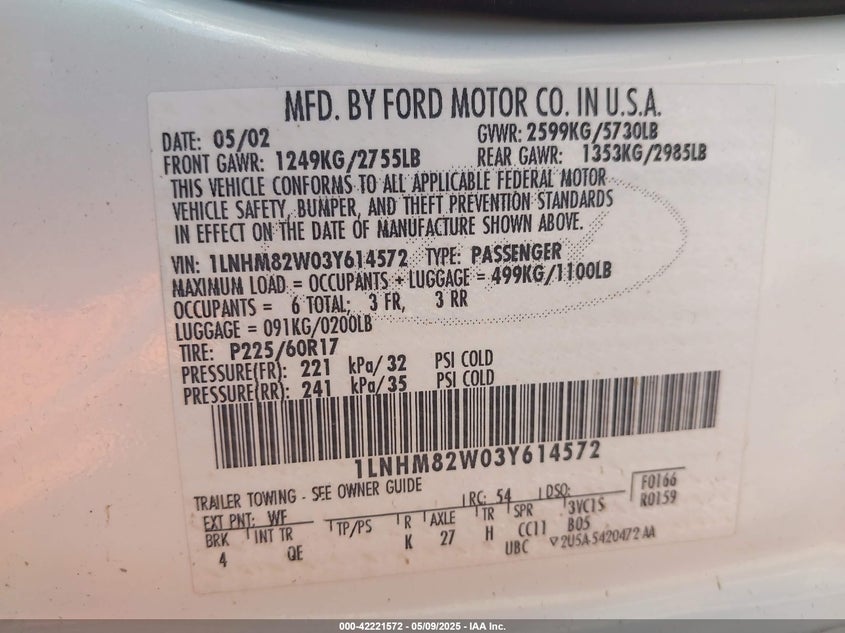 MFD. BY FORD MOTOR CO. IN U.S.A.
DATE: 05/02 GVWR: 2599KG/5730LB
FRONT GAWR: 1249KG/2755LB REAR GAWR: 1353KG/2985LB
THIS VEHICLE CONFORMS TO ALL APPLICABLE FEDERAL MOTOR
VEHICLE SAFETY, BUMPER, AND THEFT PREVENTION STANDARDS
IN EFFECT ON THE DATE OF MANUFACTURE SHOWN ABOVE.
VIN: 1LNHM82W03Y614572 TYPE: PASSENGER
MAXIMUM LOAD = OCCUPANTS + LUGGAGE = 499KG/1100LB
OCCUPANTS = 6 TOTAL; 3 FR, 3 RR
LUGGAGE = 091KG/0200LB
TIRE: P225/60R17
PRESSURE(FR): 221 kPa/ 32 PSI COLD
PRESSURE(RR): 241 kPa/ 35 PSI COLD
1LNHM82W03Y614572
TRAILER TOWING - SEE OWNER GUIDE
EXT PNT: WF RC: 54 DSO: F0166
R0159
BRK INT TR TP/PS R AXLE TR SPR 3VC1S
4 QE K 27 H CC11 B05
UBC ▽2U5A-5420472 AA
000-42221572 - 05/09/2025 - IAA Inc.